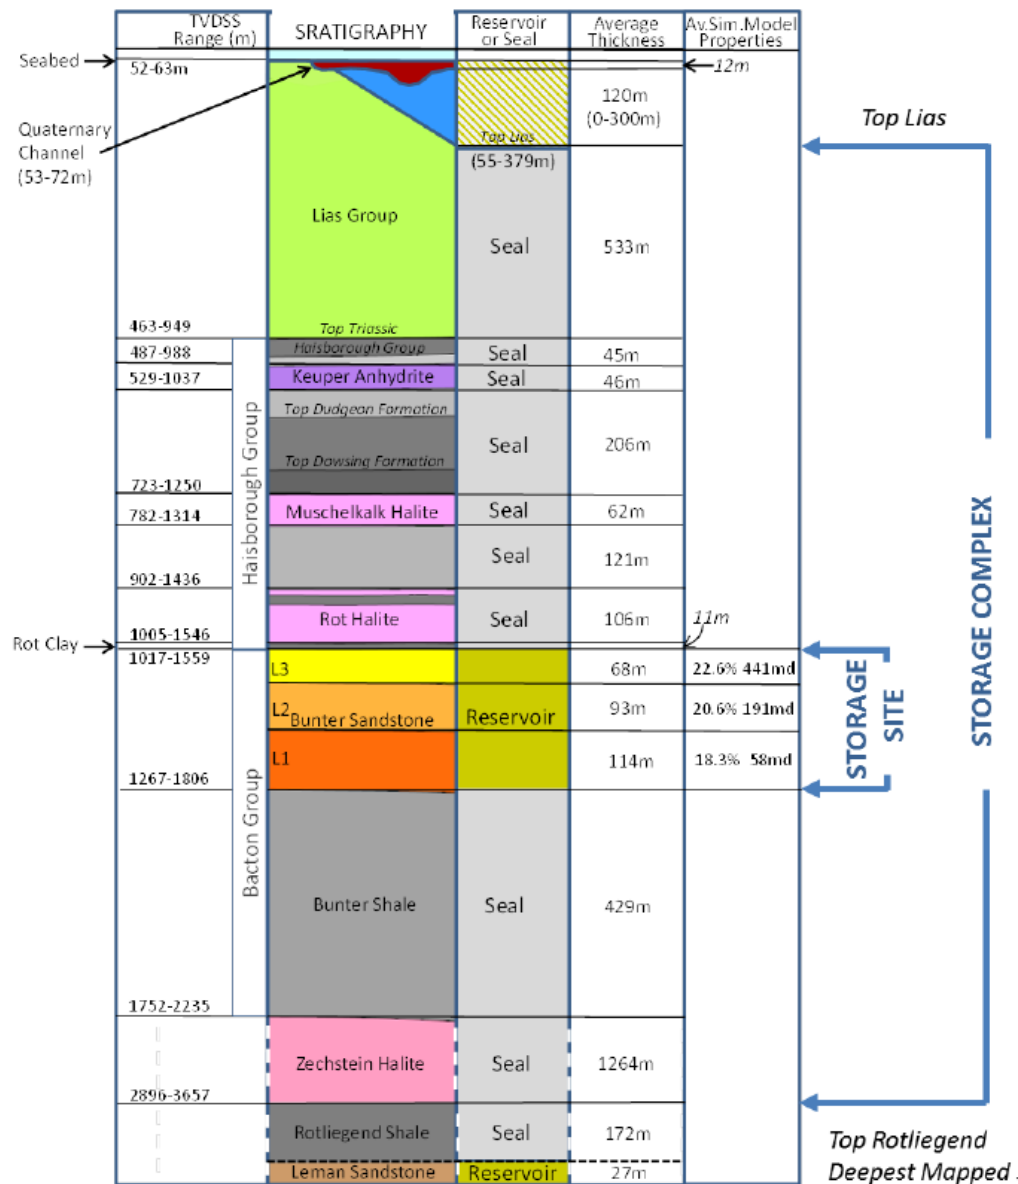 TVDSS
Range (m)
SRATIGRAPHY
Reservoir
or Seal
Average
Thickness
Av.Sim.Model
Properties
Seabed
52-63m
12m
120m
(0-300m)
Top Lias
Quaternary
Channel
(53-72m)
Top Lias
(55-379m)
Lias Group
Seal
533m
463-949
Top Triassic
487-988
Haisborough Group
Seal
45m
529-1037
Keuper Anhydrite
Seal
46m
Top Dudgeon Formation
Seal
206m
Top Dowsing Formation
723-1250
Muschelkalk Halite
Seal
62m
782-1314
Seal
121m
902-1436
Haisborough Group
Rot Halite
Seal
106m
11m
1005-1546
Rot Clay
1017-1559
L3
68m
22.6% 441md
L2
Bunter Sandstone
Reservoir
93m
20.6% 191md
L1
114m
18.3% 58md
1267-1806
STORAGE
SITE
STORAGE COMPLEX
Bacton Group
Bunter Shale
Seal
429m
1752-2235
Zechstein Halite
Seal
1264m
2896-3657
Rotliegend Shale
Seal
172m
Top Rotliegend
Deepest Mapped
Leman Sandstone
Reservoir
27m